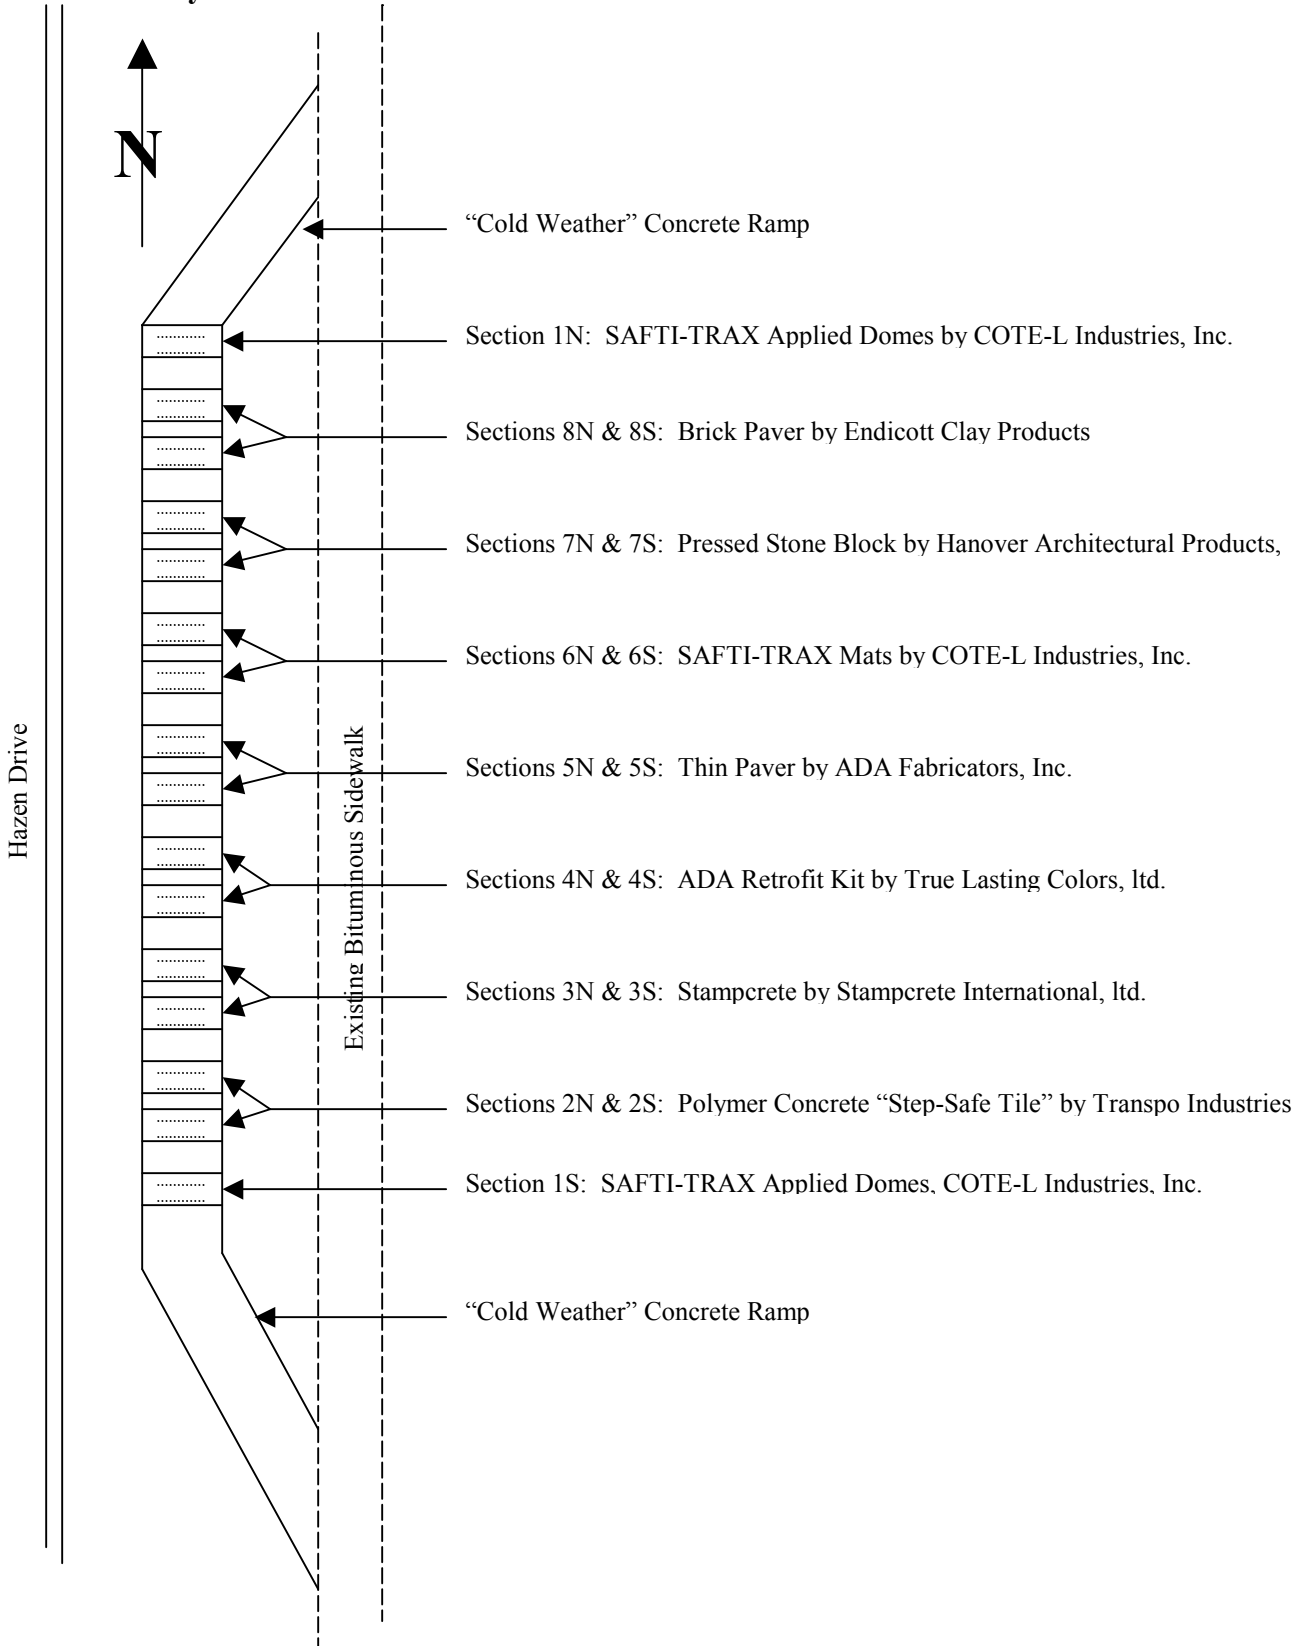 N
“Cold Weather” Concrete Ramp
Section 1N: SAFTI-TRAX Applied Domes by COTE-L Industries, Inc.
Sections 8N & 8S: Brick Paver by Endicott Clay Products
Sections 7N & 7S: Pressed Stone Block by Hanover Architectural Products,
Sections 6N & 6S: SAFTI-TRAX Mats by COTE-L Industries, Inc.
Hazen Drive
Existing Bituminous Sidewalk
Sections 5N & 5S: Thin Paver by ADA Fabricators, Inc.
Sections 4N & 4S: ADA Retrofit Kit by True Lasting Colors, ltd.
Sections 3N & 3S: Stampcrete by Stampcrete International, ltd.
Sections 2N & 2S: Polymer Concrete “Step-Safe Tile” by Transpo Industries
Section 1S: SAFTI-TRAX Applied Domes, COTE-L Industries, Inc.
“Cold Weather” Concrete Ramp